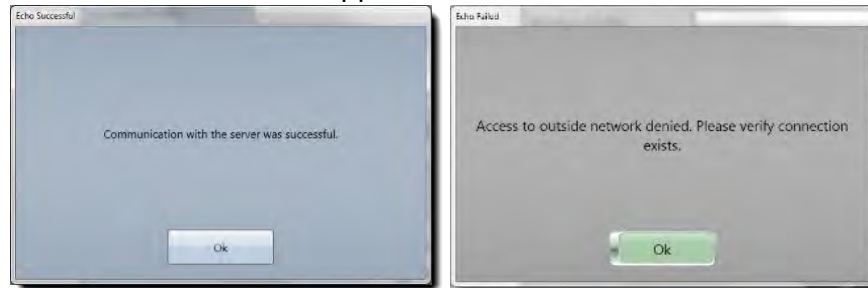 Echo Successful
Communication with the server was successful.
Ok
Echo Failed
Access to outside network denied. Please verify connection
exists.
Ok